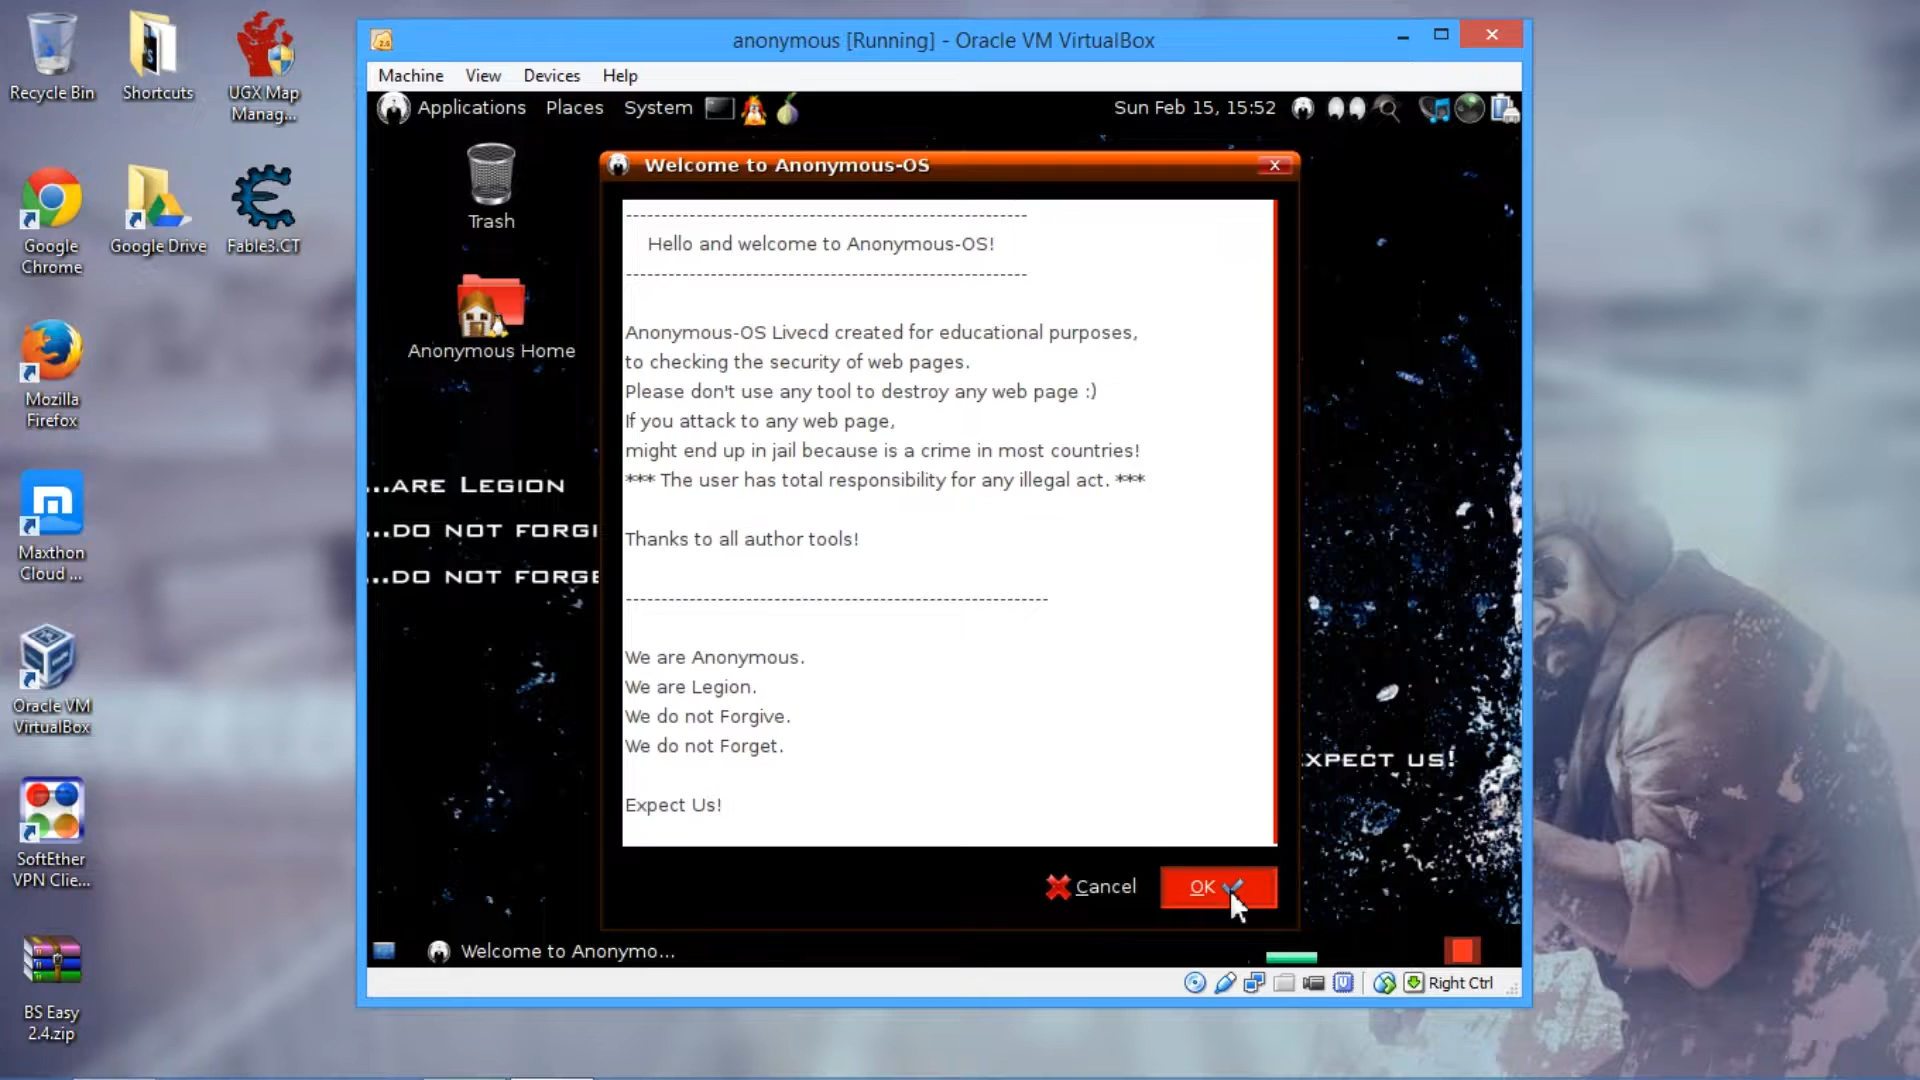 anonymous [Running] - Oracle VM VirtualBox
Machine View Devices Help
Applications Places System
Sun Feb 15, 15:52
Recycle Bin
Shortcuts
UGX Map
Manag...
Google
Chrome
Google Drive
Fable3.CT
Mozilla
Firefox
Maxthon
Cloud ...
Oracle VM
VirtualBox
SoftEther
VPN Clie...
BS Easy
2.4.zip
Trash
Anonymous Home
...ARE LEGION
...DO NOT FORGI
...DO NOT FORGE
XPECT US!
Welcome to Anonymous-OS
-----------------------------------------------
Hello and welcome to Anonymous-OS!
-----------------------------------------------
Anonymous-OS Livecd created for educational purposes,
to checking the security of web pages.
Please don't use any tool to destroy any web page :)
If you attack to any web page,
might end up in jail because is a crime in most countries!
*** The user has total responsibility for any illegal act. ***
Thanks to all author tools!
--------------------------------------------------
We are Anonymous.
We are Legion.
We do not Forgive.
We do not Forget.
Expect Us!
Cancel
OK
Welcome to Anonymo...
Right Ctrl